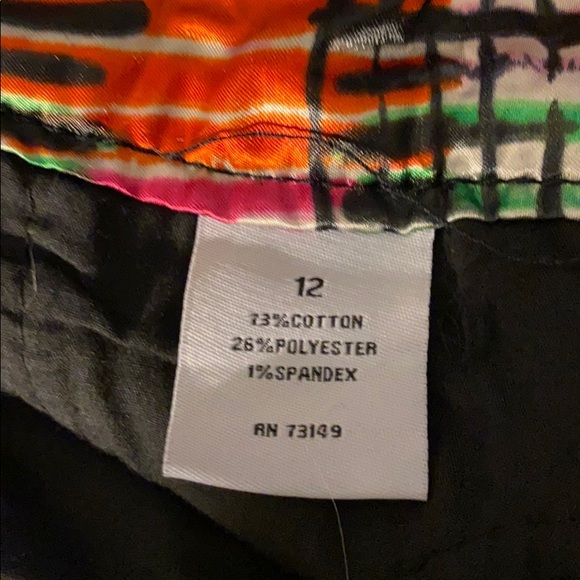 12
73%COTTON
26%POLYESTER
1%SPANDEX
RN 73149